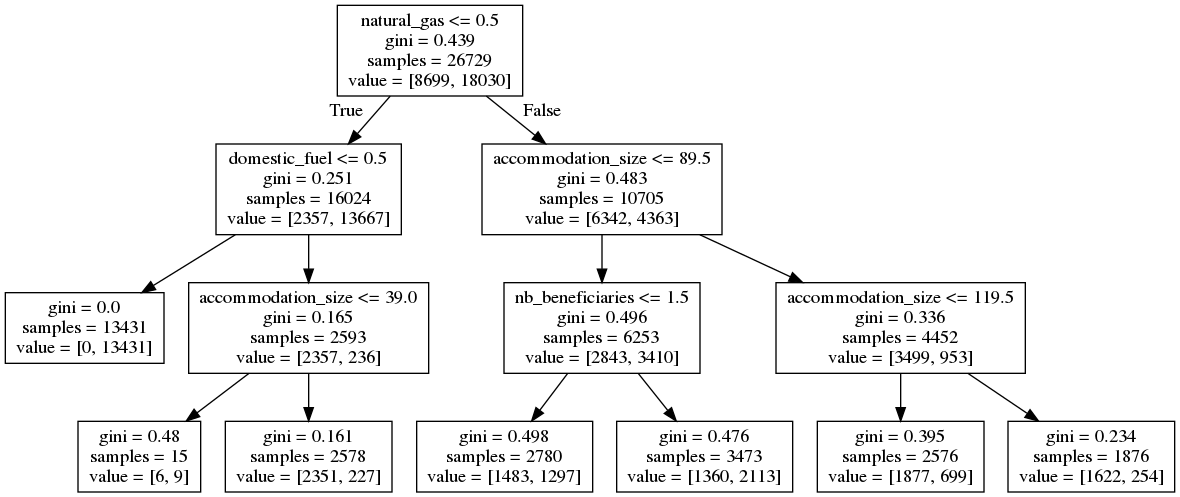 natural_gas <= 0.5
gini = 0.439
samples = 26729
value = [8699, 18030]
True
False
domestic_fuel <= 0.5
gini = 0.251
samples = 16024
value = [2357, 13667]
accommodation_size <= 89.5
gini = 0.483
samples = 10705
value = [6342, 4363]
gini = 0.0
samples = 13431
value = [0, 13431]
accommodation_size <= 39.0
gini = 0.165
samples = 2593
value = [2357, 236]
nb_beneficiaries <= 1.5
gini = 0.496
samples = 6253
value = [2843, 3410]
accommodation_size <= 119.5
gini = 0.336
samples = 4452
value = [3499, 953]
gini = 0.48
samples = 15
value = [6, 9]
gini = 0.161
samples = 2578
value = [2351, 227]
gini = 0.498
samples = 2780
value = [1483, 1297]
gini = 0.476
samples = 3473
value = [1360, 2113]
gini = 0.395
samples = 2576
value = [1877, 699]
gini = 0.234
samples = 1876
value = [1622, 254]